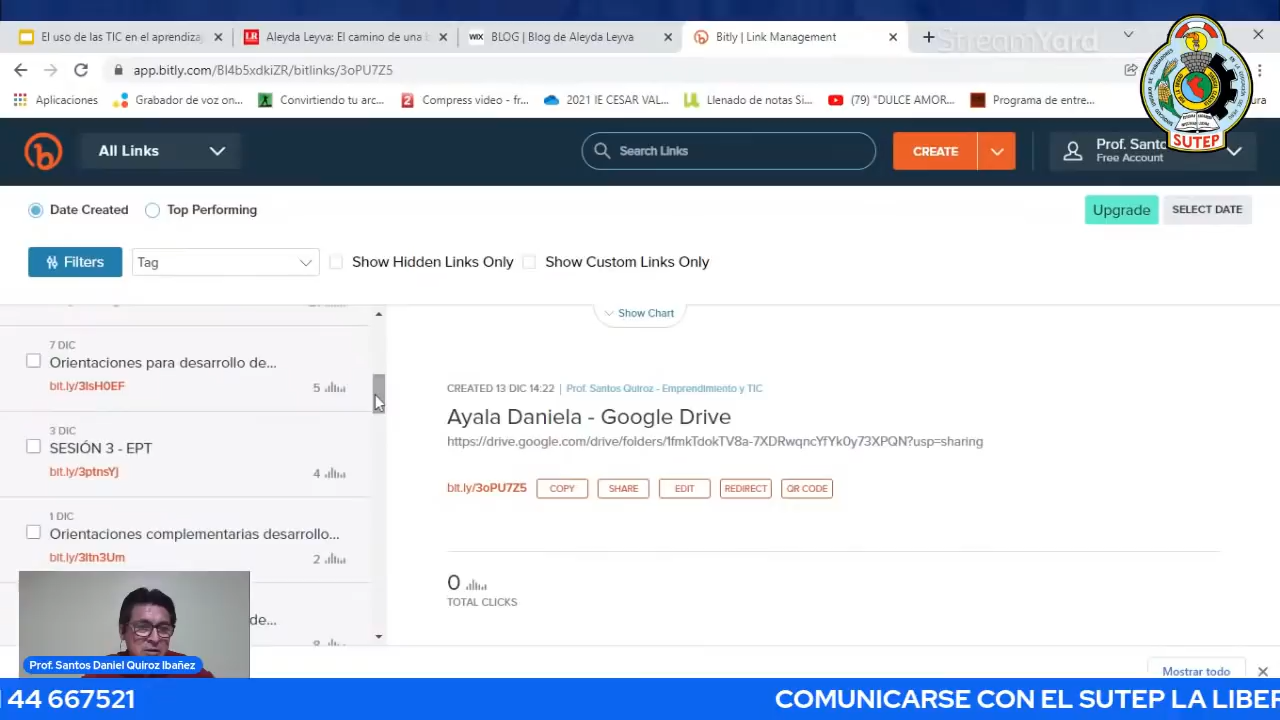 El uso de las TIC en el aprendizaj
Aleyda Leyva: El camino de una b
WIX BLOG | Blog de Aleyda Leyva
Bitly | Link Management
StreamYard
app.bitly.com/Bl4b5xdkiZR/bitlinks/3oPU7Z5
Aplicaciones
Grabador de voz on...
Convirtiendo tu arc...
Compress video - fr...
2021 IE CESAR VAL...
Llenado de notas Si...
(79) "DULCE AMOR...
Programa de entre...
SUTEP
All Links
Search Links
CREATE
Prof. Santo
Free Account
Date Created
Top Performing
Upgrade
SELECT DATE
Filters
Tag
Show Hidden Links Only
Show Custom Links Only
Show Chart
7 DIC
Orientaciones para desarrollo de...
bit.ly/3lsH0EF
5
3 DIC
SESIÓN 3 - EPT
bit.ly/3ptnsYj
4
1 DIC
Orientaciones complementarias desarrollo...
bit.ly/3ltn3Um
2
de...
CREATED 13 DIC 14:22 | Prof. Santos Quiroz - Emprendimiento y TIC
Ayala Daniela - Google Drive
https://drive.google.com/drive/folders/1fmkTdokTV8a-7XDRwqncYfYk0y73XPQN?usp=sharing
bit.ly/3oPU7Z5
COPY
SHARE
EDIT
REDIRECT
QR CODE
0
TOTAL CLICKS
Prof. Santos Daniel Quiroz Ibañez
Mostrar todo
44 667521
COMUNICARSE CON EL SUTEP LA LIBER